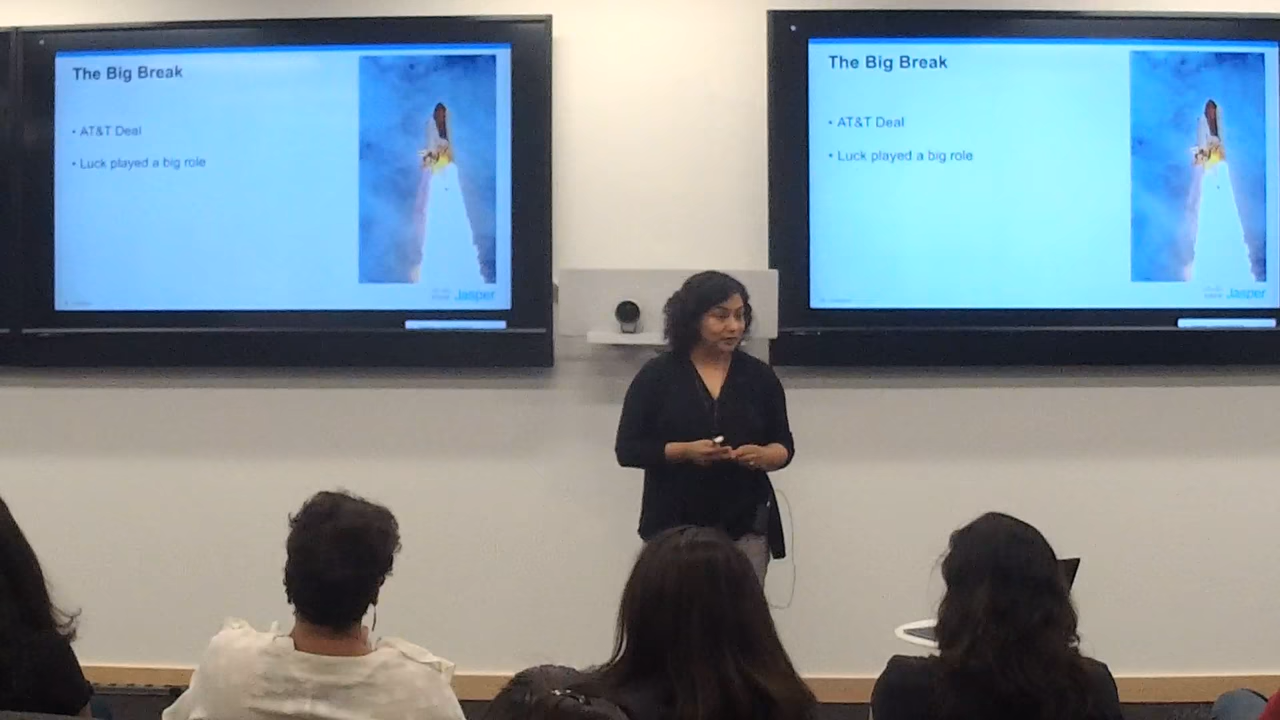 The Big Break
• AT&T Deal
• Luck played a big role
Jasper
The Big Break
• AT&T Deal
• Luck played a big role
Jasper